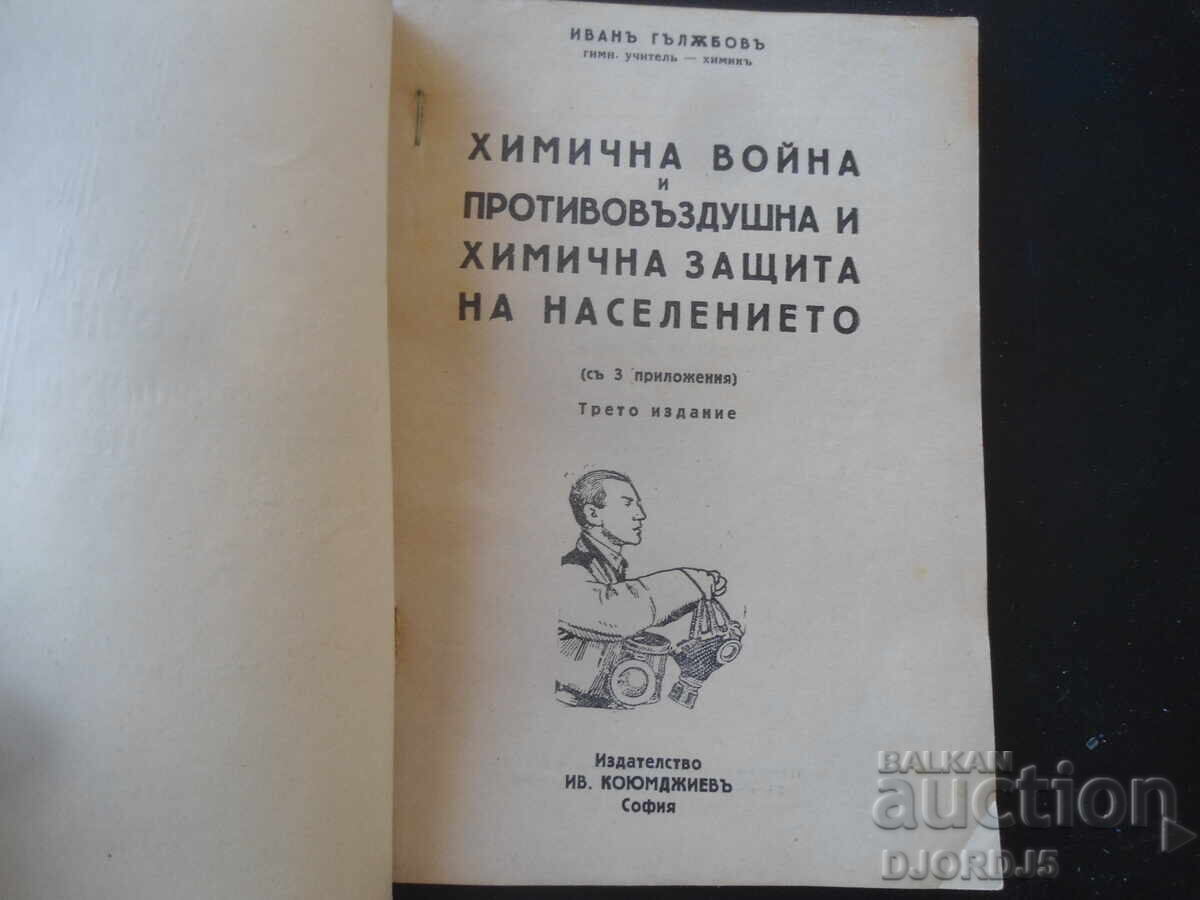 ИВАНЪ ГЪЛѪБОВЪ
гимн. учитель — химикъ
ХИМИЧНА ВОЙНА
И
ПРОТИВОВЪЗДУШНА И
ХИМИЧНА ЗАЩИТА
НА НАСЕЛЕНИЕТО
(съ 3 приложения)
Трето издание
Издателство
ИВ. КОЮМДЖИЕВЪ
София
BALKAN
auction
DJORDJ5